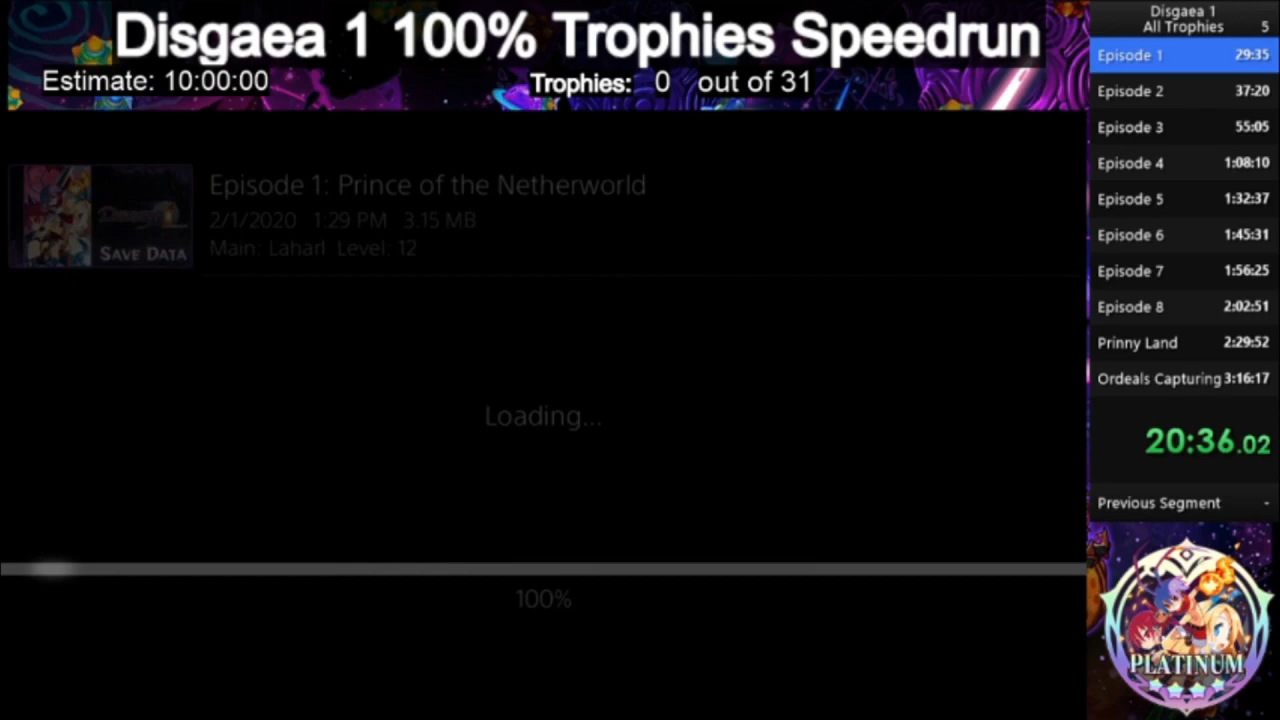 Disgaea 1 100% Trophies Speedrun
Estimate: 10:00:00
Trophies: 0 out of 31
Episode 1: Prince of the Netherworld
2/1/2020 1:29 PM 3.15 MB
Main: Laharl Level: 12
SAVE DATA
Loading...
100%
Disgaea 1
All Trophies 5
Episode 1 29:35
Episode 2 37:20
Episode 3 55:05
Episode 4 1:08:10
Episode 5 1:32:37
Episode 6 1:45:31
Episode 7 1:56:25
Episode 8 2:02:51
Prinny Land 2:29:52
Ordeals Capturing 3:16:17
20:36.02
Previous Segment -
PLATINUM